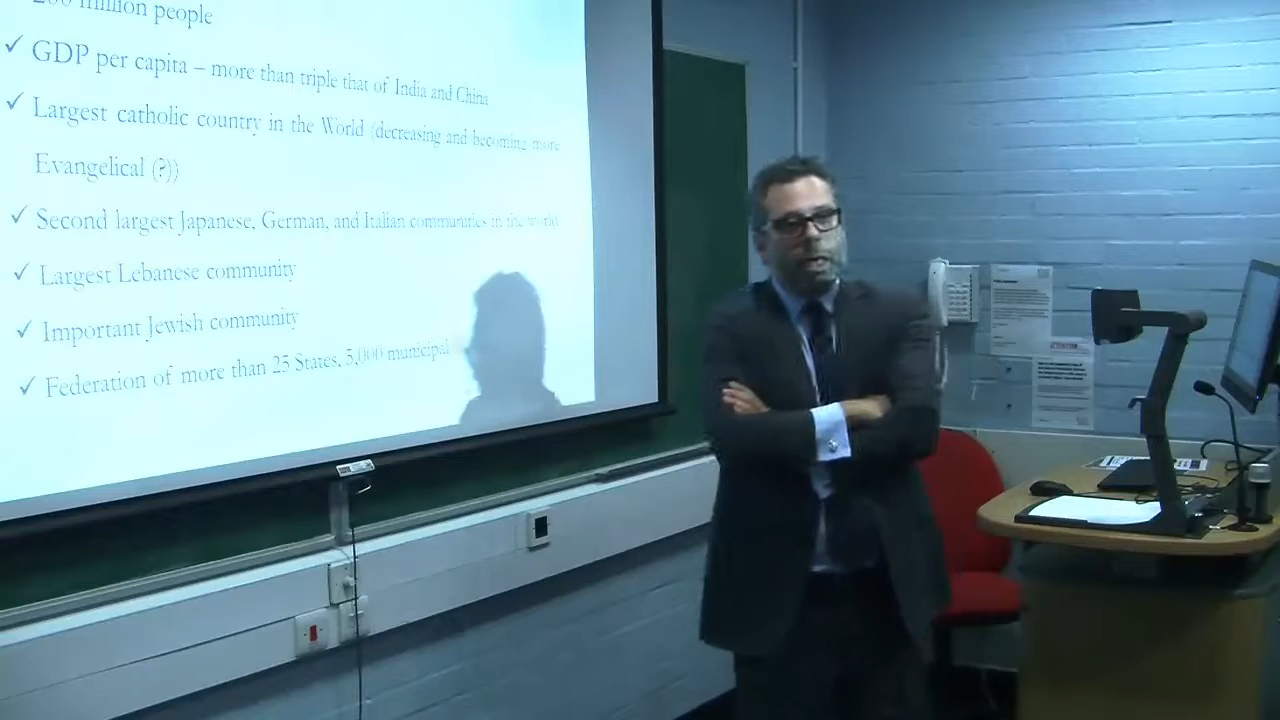 200 million people
✓ GDP per capita – more than triple that of India and China
✓ Largest catholic country in the World (decreasing and becoming more
Evangelical (?))
✓ Second largest Japanese, German, and Italian communities in the world
✓ Largest Lebanese community
✓ Important Jewish community
✓ Federation of more than 25 States, 5,000 municipal